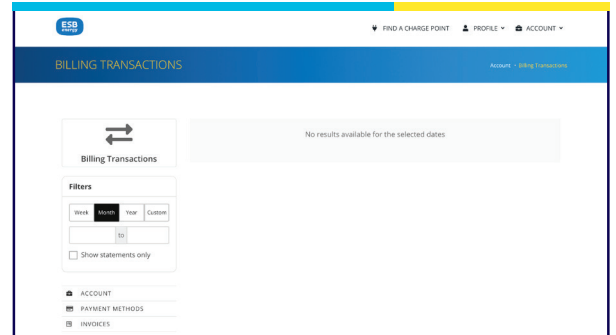 ESB
energy
FIND A CHARGE POINT PROFILE ACCOUNT
BILLING TRANSACTIONS
Account Billing Transactions
Billing Transactions
No results available for the selected dates
Filters
Week Month Year Custom
to
Show statements only
ACCOUNT
PAYMENT METHODS
INVOICES